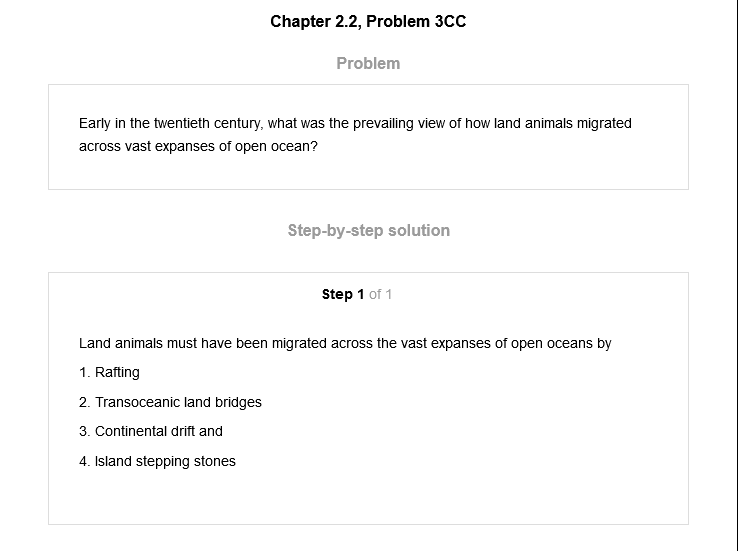 Chapter 2.2, Problem 3CC
Problem
Early in the twentieth century, what was the prevailing view of how land animals migrated
across vast expanses of open ocean?
Step-by-step solution
Step 1 of 1
Land animals must have been migrated across the vast expanses of open oceans by
1. Rafting
2. Transoceanic land bridges
3. Continental drift and
4. Island stepping stones